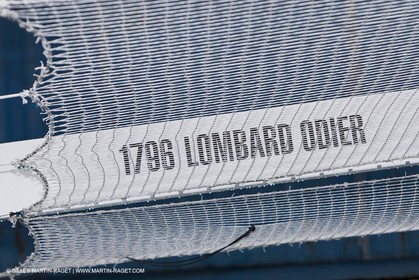 1796 LOMBARD ODIER
© GILLES MARTIN-RAGET / WWW.MARTIN-RAGET.COM